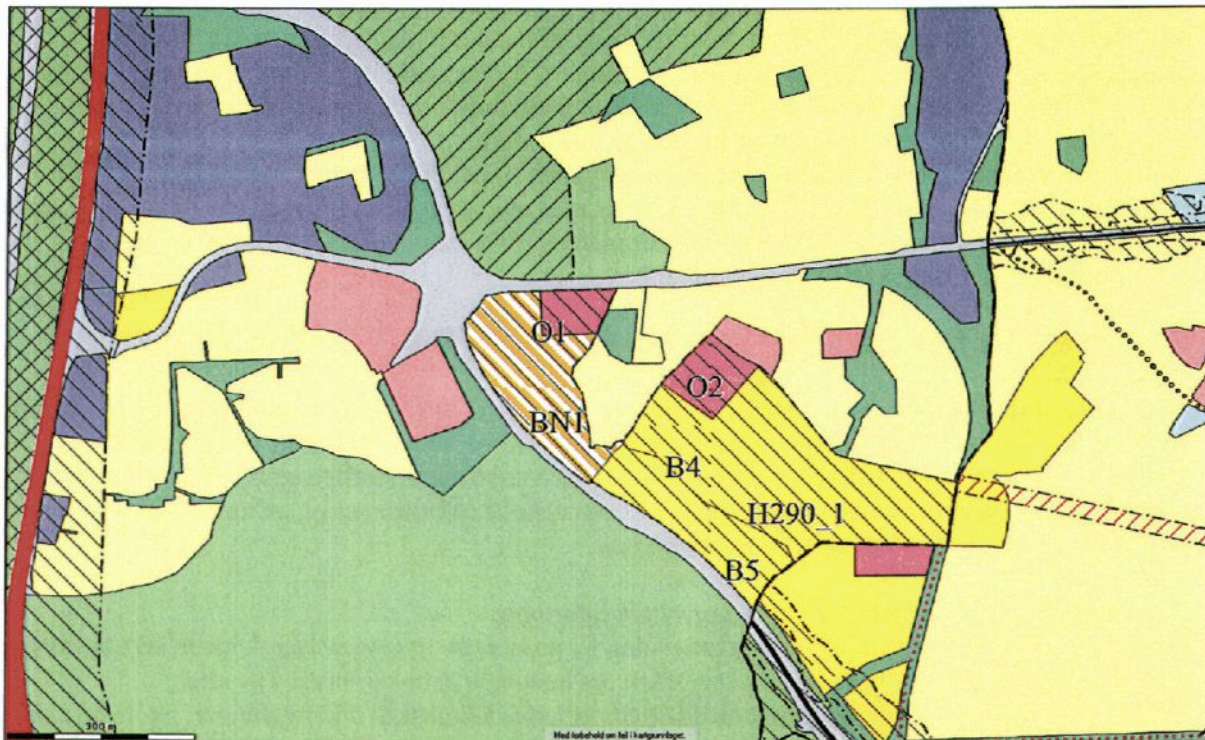 O1
O2
BN1
B4
H290_1
B5
300 m
Med forbehold om feil i kartgrunnlaget.